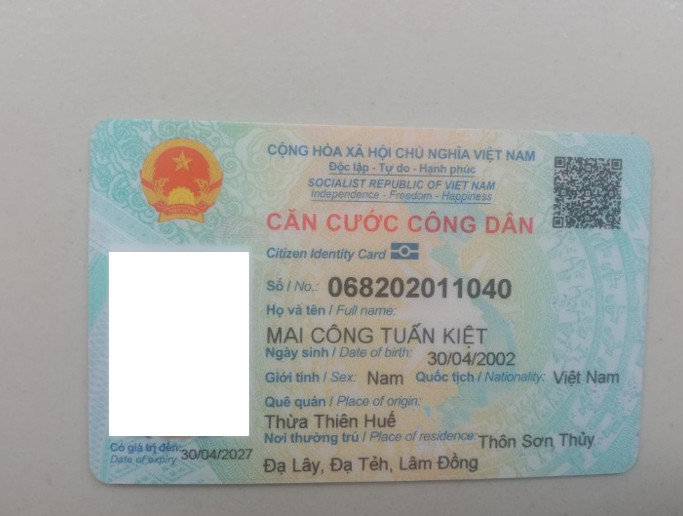 CỘNG HÒA XÃ HỘI CHỦ NGHĨA VIỆT NAM
Độc lập - Tự do - Hạnh phúc
SOCIALIST REPUBLIC OF VIET NAM
Independence - Freedom - Happiness
CĂN CƯỚC CÔNG DÂN
Citizen Identity Card
Số / No.: 068202011040
Họ và tên / Full name:
MAI CÔNG TUẤN KIỆT
Ngày sinh / Date of birth: 30/04/2002
Giới tính / Sex: Nam Quốc tịch / Nationality: Việt Nam
Quê quán / Place of origin:
Thừa Thiên Huế
Nơi thường trú / Place of residence: Thôn Sơn Thủy
Đạ Lây, Đạ Tẻh, Lâm Đồng
Có giá trị đến: 30/04/2027
Date of expiry